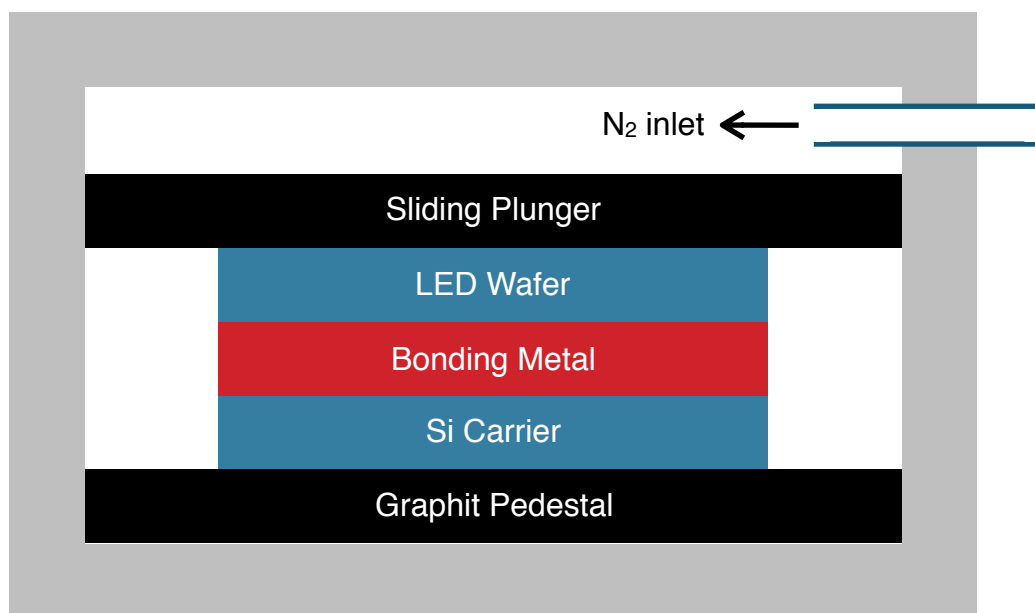 N₂ inlet
Sliding Plunger
LED Wafer
Bonding Metal
Si Carrier
Graphit Pedestal